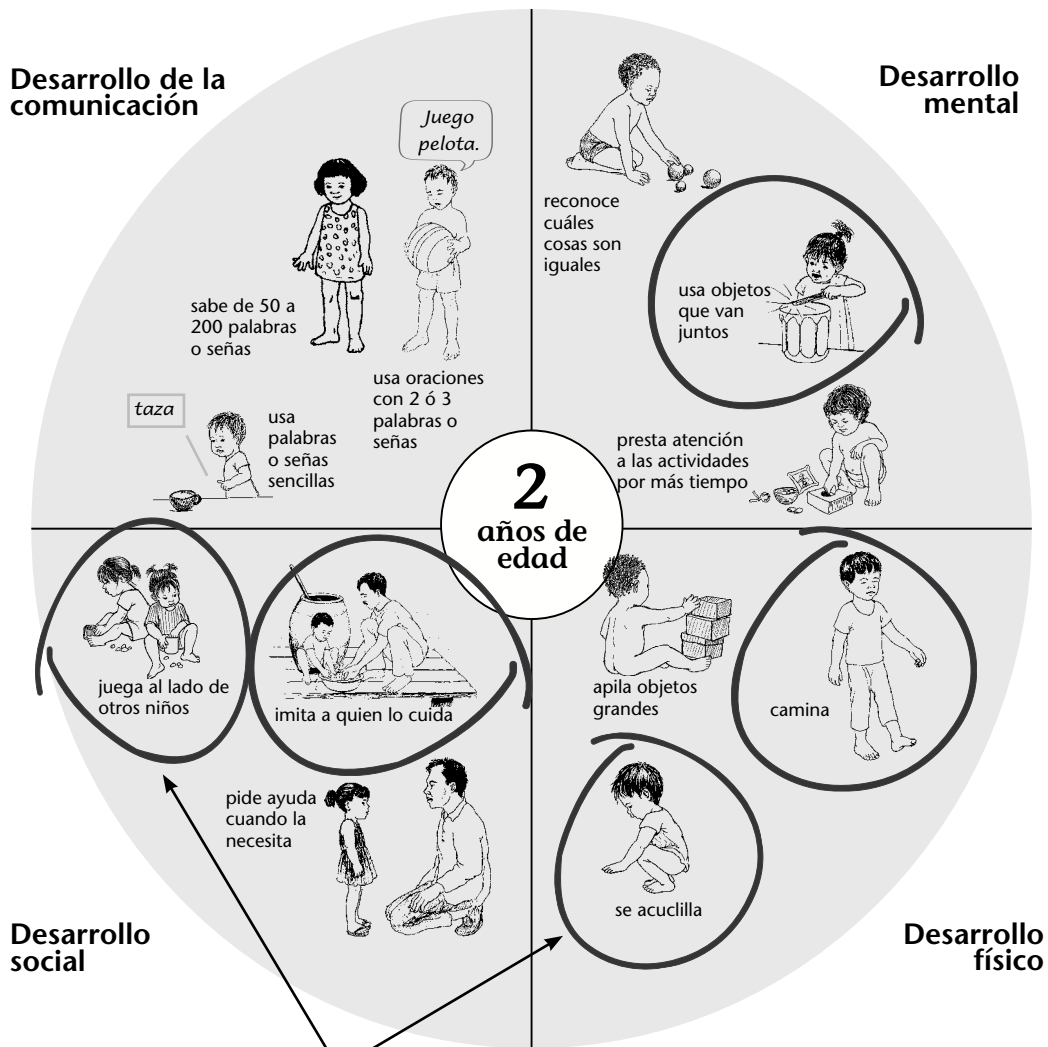 Desarrollo de la
comunicación
Juego
pelota.
sabe de 50 a
200 palabras
o señas
usa oraciones
con 2 ó 3
palabras o
señas
taza
usa
palabras
o señas
sencillas
Desarrollo
mental
reconoce
cuáles
cosas son
iguales
usa objetos
que van
juntos
presta atención
a las actividades
por más tiempo
2
años de
edad
juega al lado de
otros niños
imita a quien lo cuida
pide ayuda
cuando la
necesita
Desarrollo
social
apila objetos
grandes
camina
se acuclilla
Desarrollo
físico